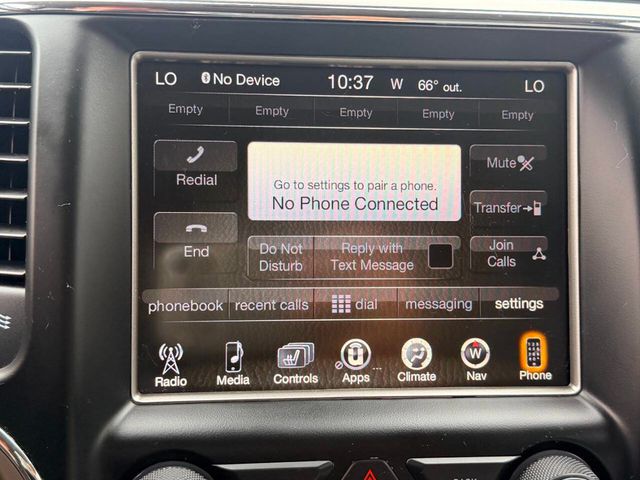 LO No Device 10:37 W 66° out. LO
Empty Empty Empty Empty Empty
Redial
Go to settings to pair a phone.
No Phone Connected
Mute
Transfer
End
Do Not
Disturb
Reply with
Text Message
Join
Calls
phonebook recent calls dial messaging settings
Radio Media Controls Apps Climate Nav Phone